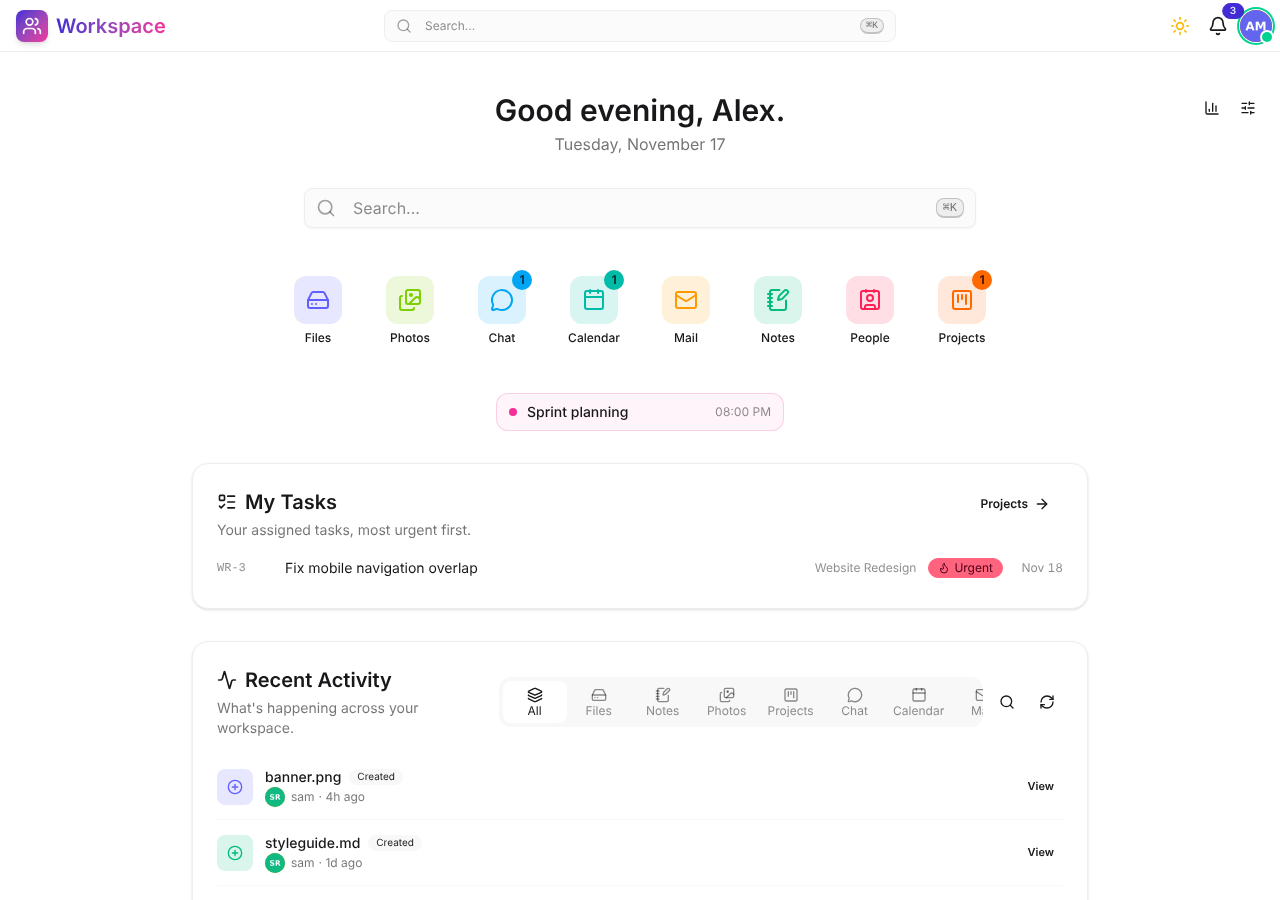 Workspace
Search...
⌘K
3
AM
Good evening, Alex.
Tuesday, November 17
Search...
⌘K
1
1
1
Files
Photos
Chat
Calendar
Mail
Notes
People
Projects
Sprint planning
08:00 PM
My Tasks
Projects
Your assigned tasks, most urgent first.
WR-3
Fix mobile navigation overlap
Website Redesign
Urgent
Nov 18
Recent Activity
What's happening across your
workspace.
All
Files
Notes
Photos
Projects
Chat
Calendar
banner.png
Created
SR
sam · 4h ago
View
styleguide.md
Created
SR
sam · 1d ago
View